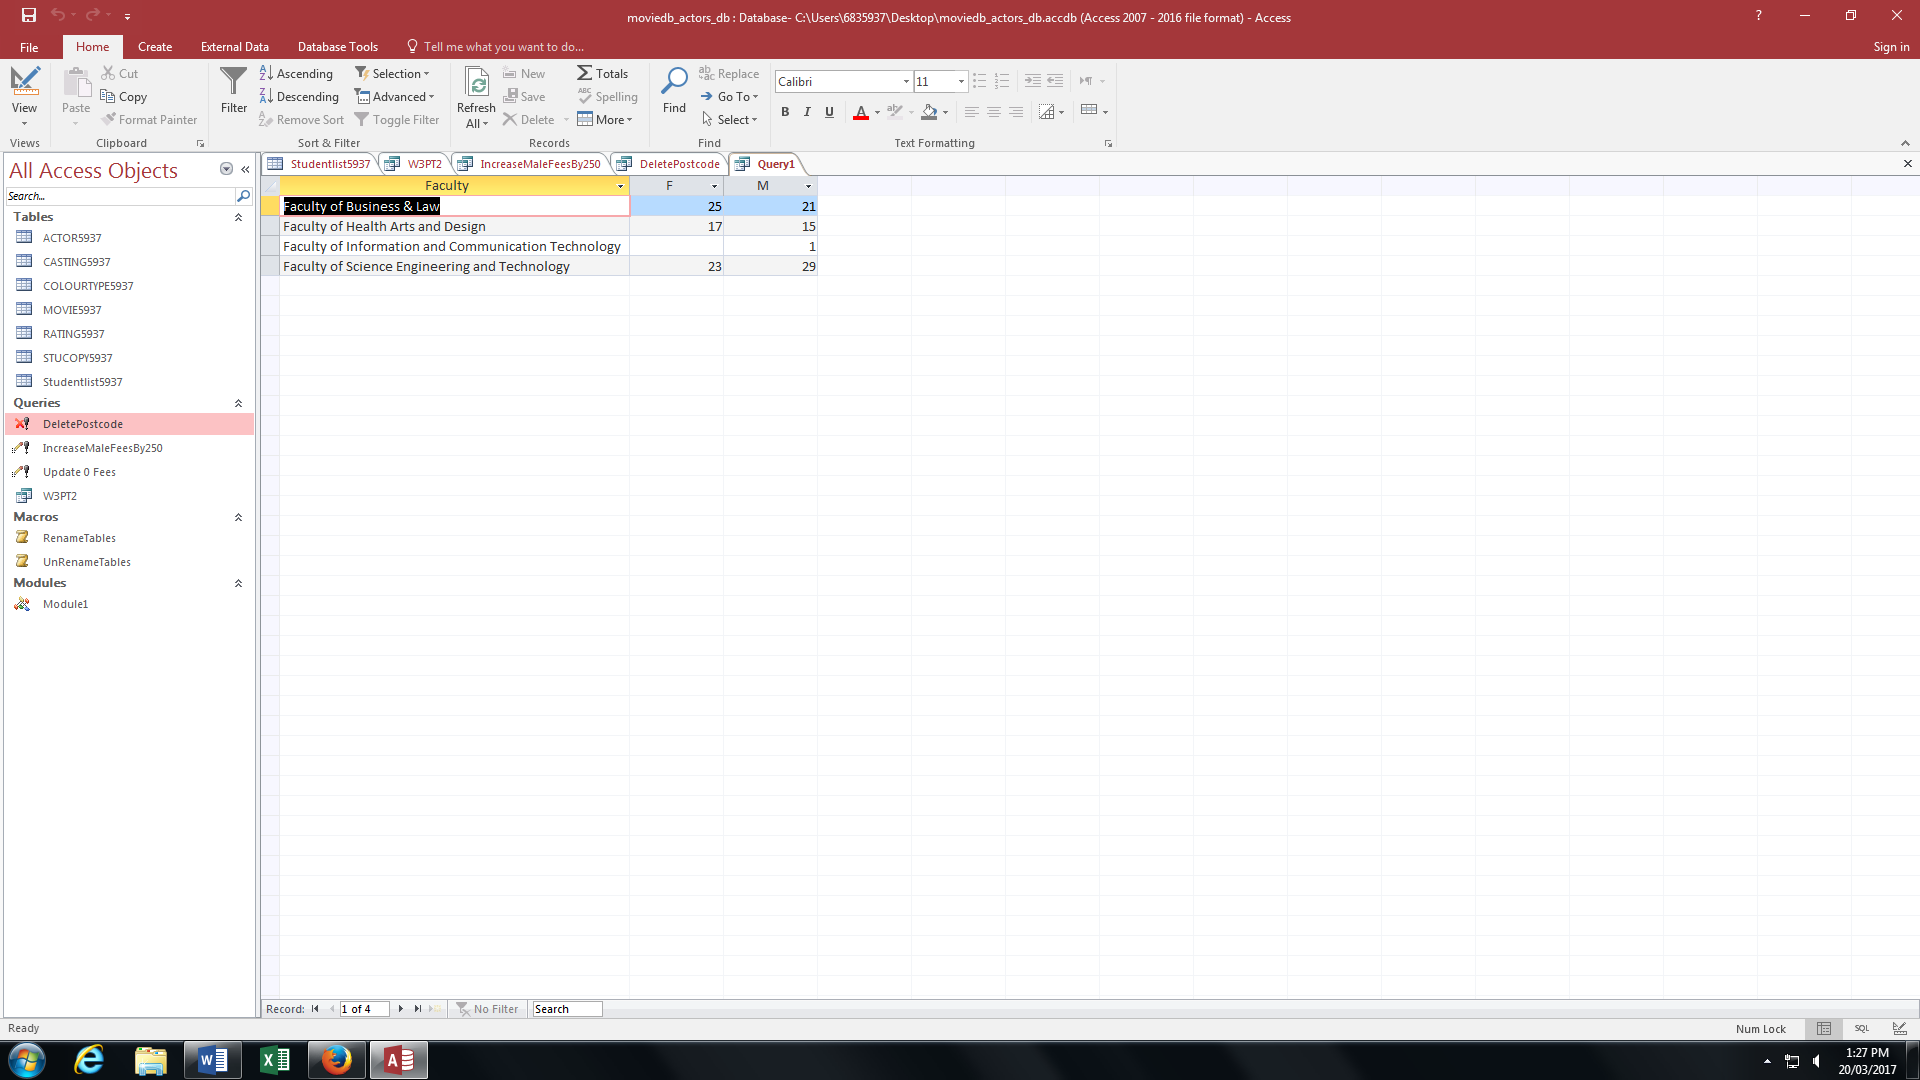 moviedb_actors_db : Database- C:\Users\6835937\Desktop\moviedb_actors_db.accdb (Access 2007 - 2016 file format) - Access
?
File Home Create External Data Database Tools Tell me what you want to do... Sign in
View
Views
Paste
Cut
Copy
Format Painter
Clipboard
Filter
Ascending
Descending
Remove Sort
Selection
Advanced
Toggle Filter
Sort & Filter
Refresh All
New
Save
Delete
Totals
Spelling
More
Records
Find
Replace
Go To
Select
Find
Calibri 11
B I U A
Text Formatting
All Access Objects
Search...
Tables
ACTOR5937
CASTING5937
COLOURTYPE5937
MOVIE5937
RATING5937
STUCOPY5937
Studentlist5937
Queries
DeletePostcode
IncreaseMaleFeesBy250
Update 0 Fees
W3PT2
Macros
RenameTables
UnRenameTables
Modules
Module1
Studentlist5937 W3PT2 IncreaseMaleFeesBy250 DeletePostcode Query1
Faculty F M
Faculty of Business & Law 25 21
Faculty of Health Arts and Design 17 15
Faculty of Information and Communication Technology 1
Faculty of Science Engineering and Technology 23 29
Record: 1 of 4 No Filter Search
Ready Num Lock SQL
1:27 PM
20/03/2017